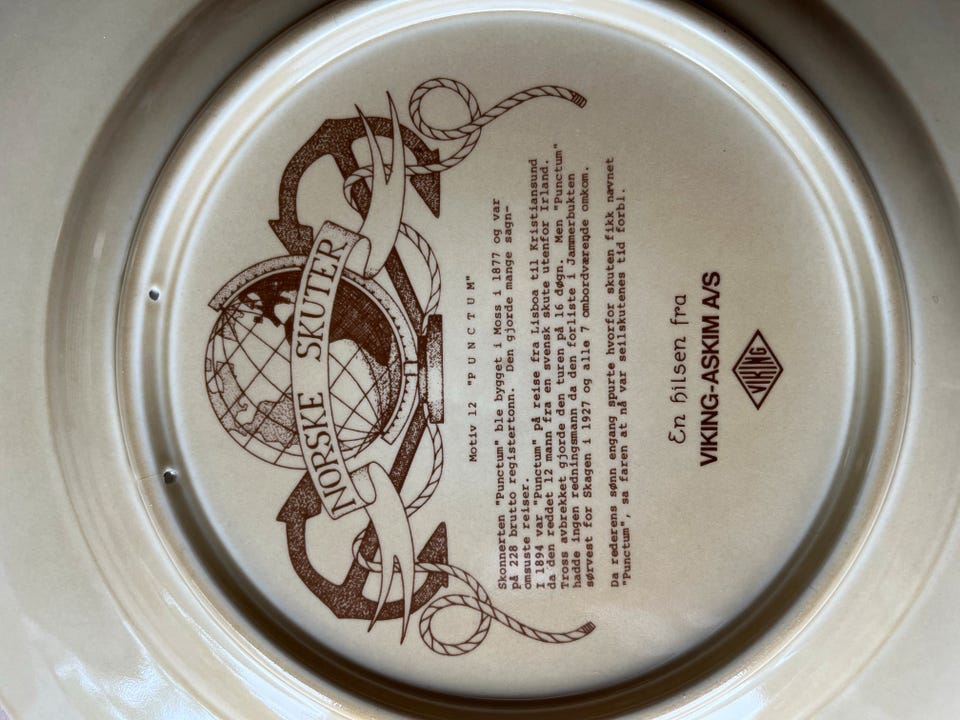 NORSKE SKUTER
Motiv 12 "PUNCTUM"
Skonnerten "Punctum" ble bygget i Moss i 1877 og var
på 228 brutto registertonn. Den gjorde mange sagn-
omsuste reiser.
I 1894 var "Punctum" på reise fra Lisboa til Kristiansund
da den reddet 12 mann fra en svensk skute utenfor Irland.
Tross avbrekket gjorde den turen på 16 døgn. Men "Punctum"
hadde ingen redningsmann da den forliste i Jammerbukten
sørvest for Skagen i 1927 og alle 7 ombordværende omkom.
Da rederens sønn engang spurte hvorfor skuten fikk navnet
"Punctum", sa faren at nå var seilskutenes tid forbi.
En hilsen fra
VIKING-ASKIM A/S
VIKING